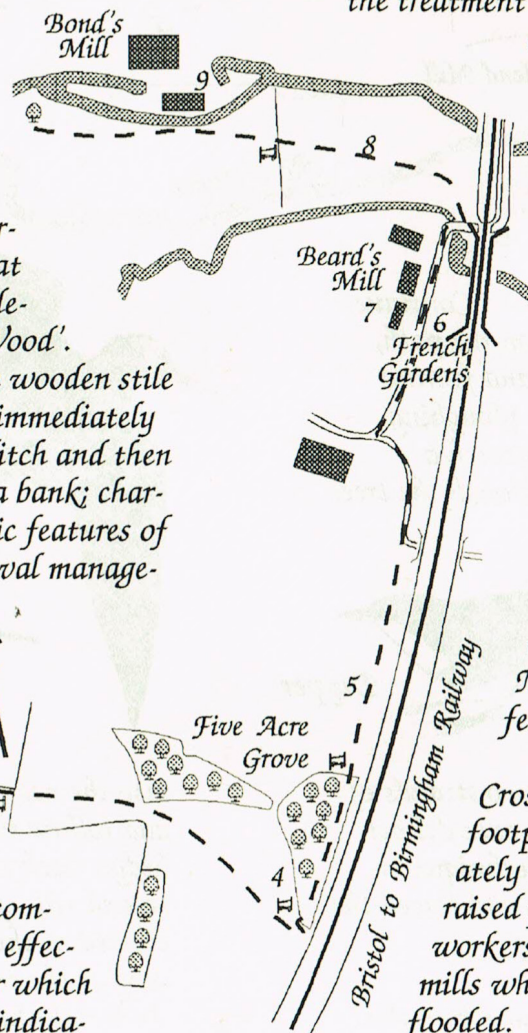 the treatment
Bond's
Mill
9
8
Beard's
Mill
7
6
French
Gardens
at
Wood'.
wooden stile
immediately
itch and then
a bank; char-
ic features of
val manage-
5
Bristol to Birmingham Railway
Five Acre
Grove
4
Cros
footp
ately
raised
workers
mills wh
flooded.
com-
effec-
r which
indica-